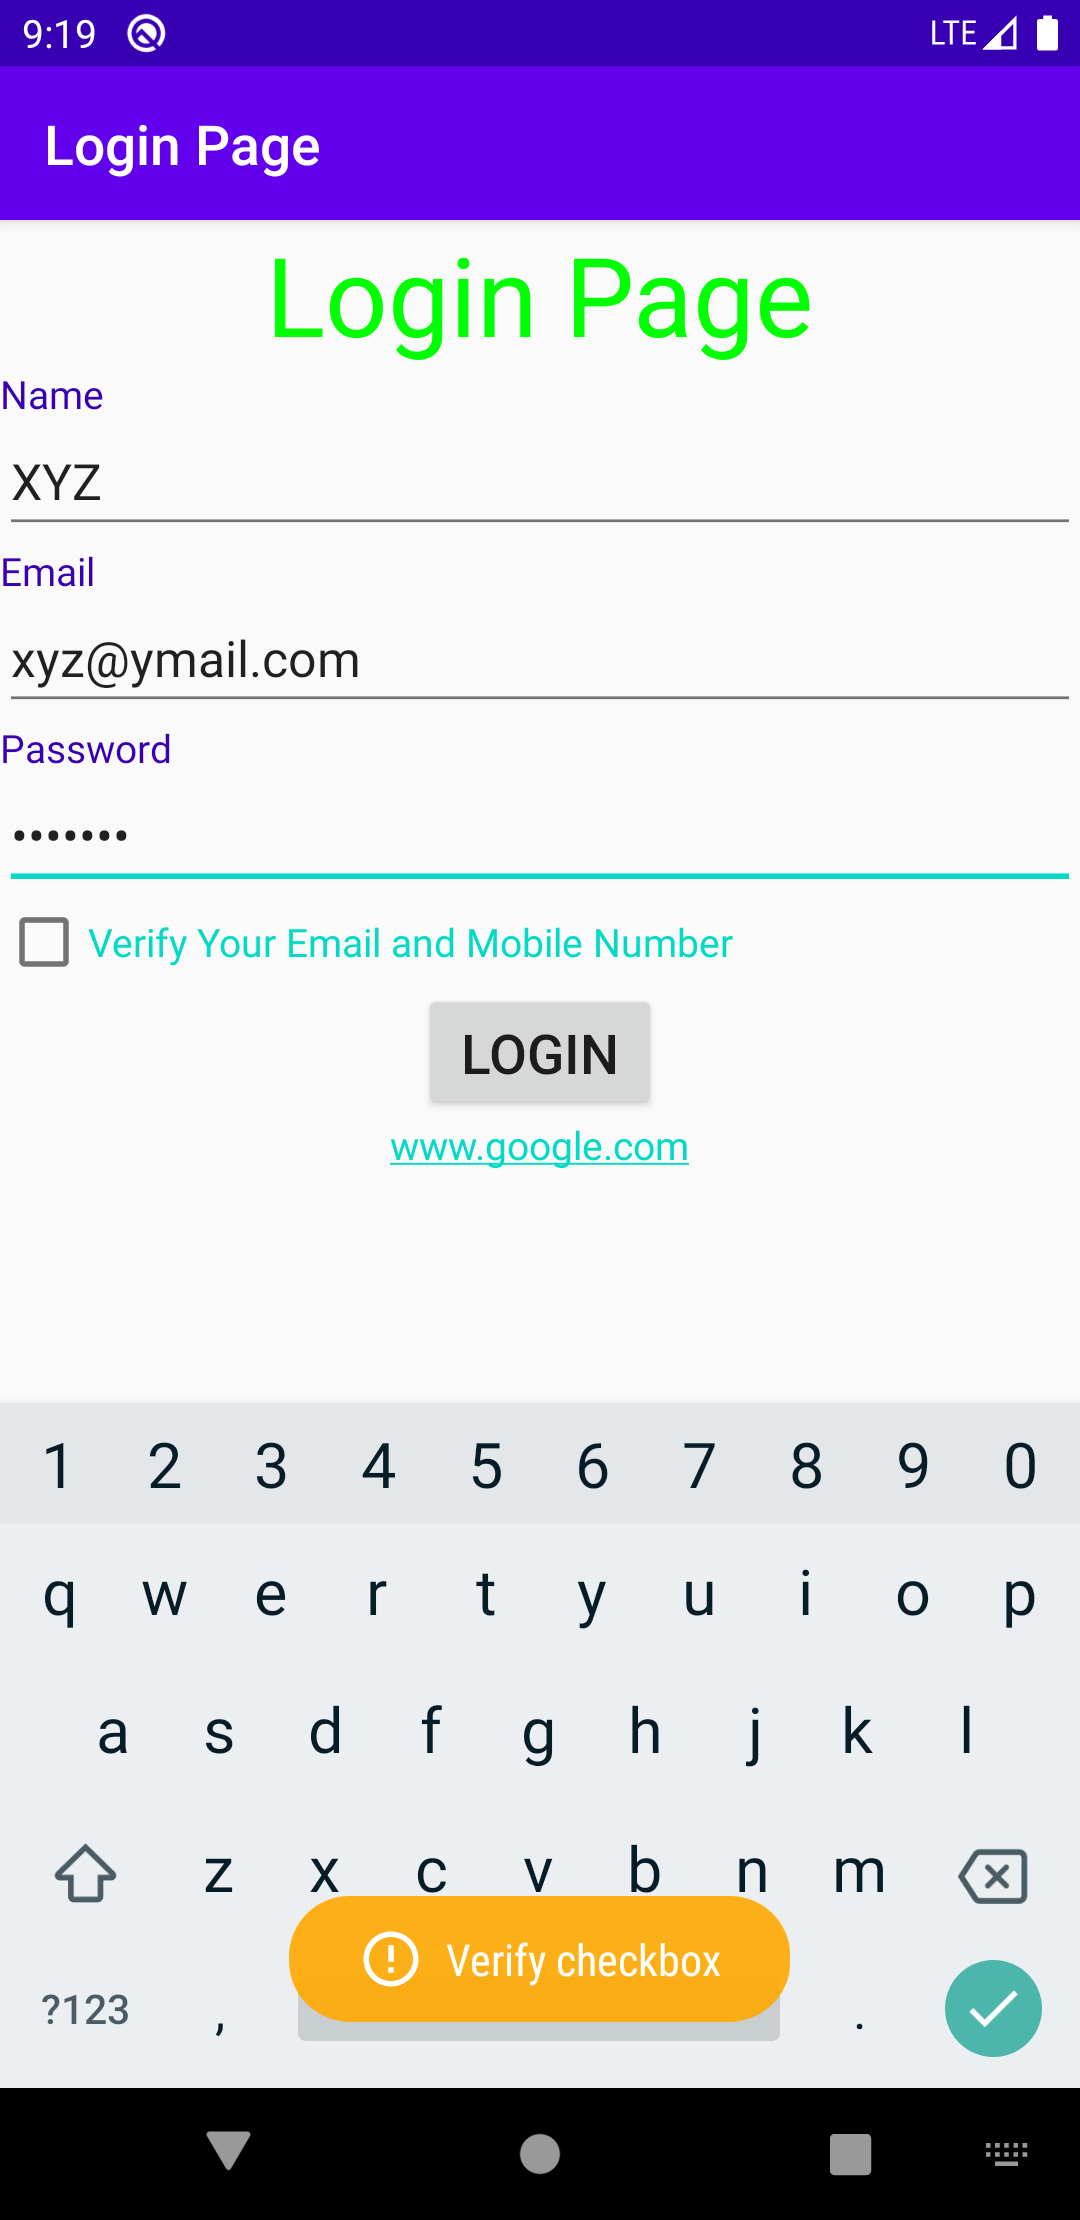 9:19 LTE
Login Page
Login Page
Name
XYZ
Email
xyz@ymail.com
Password
•••••••
Verify Your Email and Mobile Number
LOGIN
www.google.com
1 2 3 4 5 6 7 8 9 0
q w e r t y u i o p
a s d f g h j k l
z x c v b n m
Verify checkbox
?123 , .